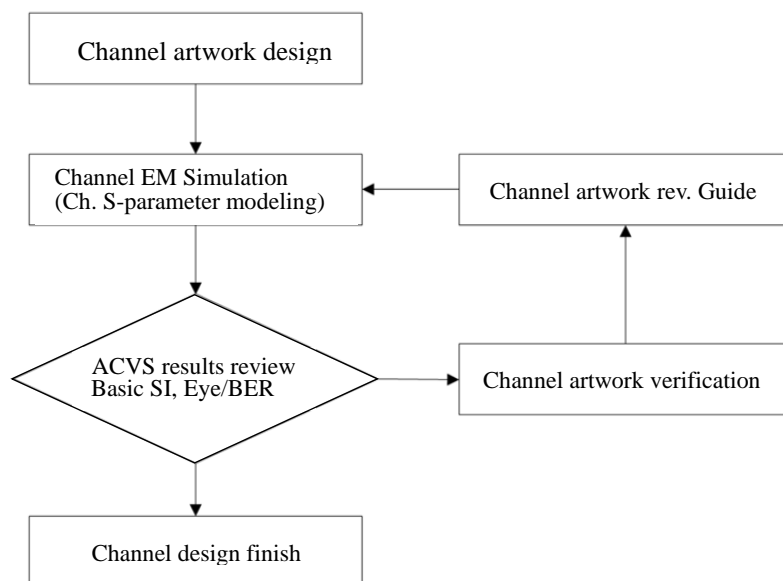 Channel artwork design
Channel EM Simulation
(Ch. S-parameter modeling)
Channel artwork rev. Guide
ACVS results review
Basic SI, Eye/BER
Channel artwork verification
Channel design finish